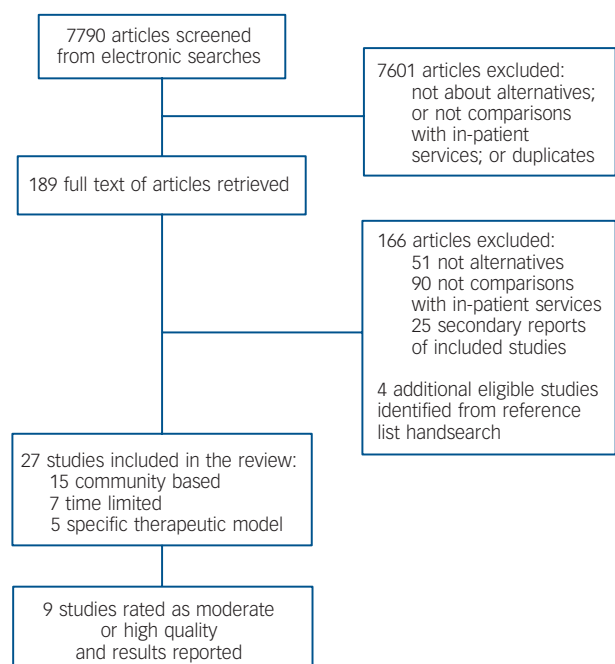 7790 articles screened
from electronic searches
7601 articles excluded:
not about alternatives;
or not comparisons
with in-patient
services; or duplicates
189 full text of articles retrieved
166 articles excluded:
51 not alternatives
90 not comparisons
with in-patient services
25 secondary reports
of included studies
4 additional eligible studies
identified from reference
list handsearch
27 studies included in the review:
15 community based
7 time limited
5 specific therapeutic model
9 studies rated as moderate
or high quality
and results reported